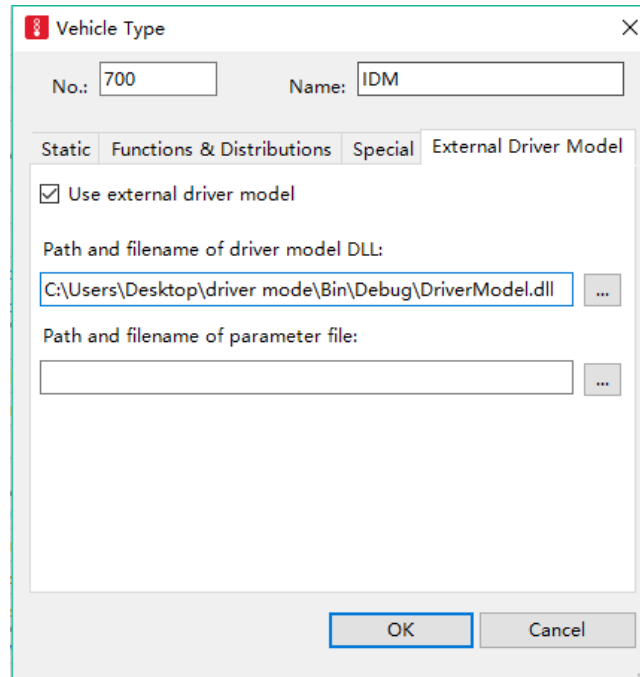 Vehicle Type
No.: 700 Name: IDM
Static Functions & Distributions Special External Driver Model
Use external driver model
Path and filename of driver model DLL:
C:\Users\Desktop\driver mode\Bin\Debug\DriverModel.dll ...
Path and filename of parameter file:
...
OK Cancel